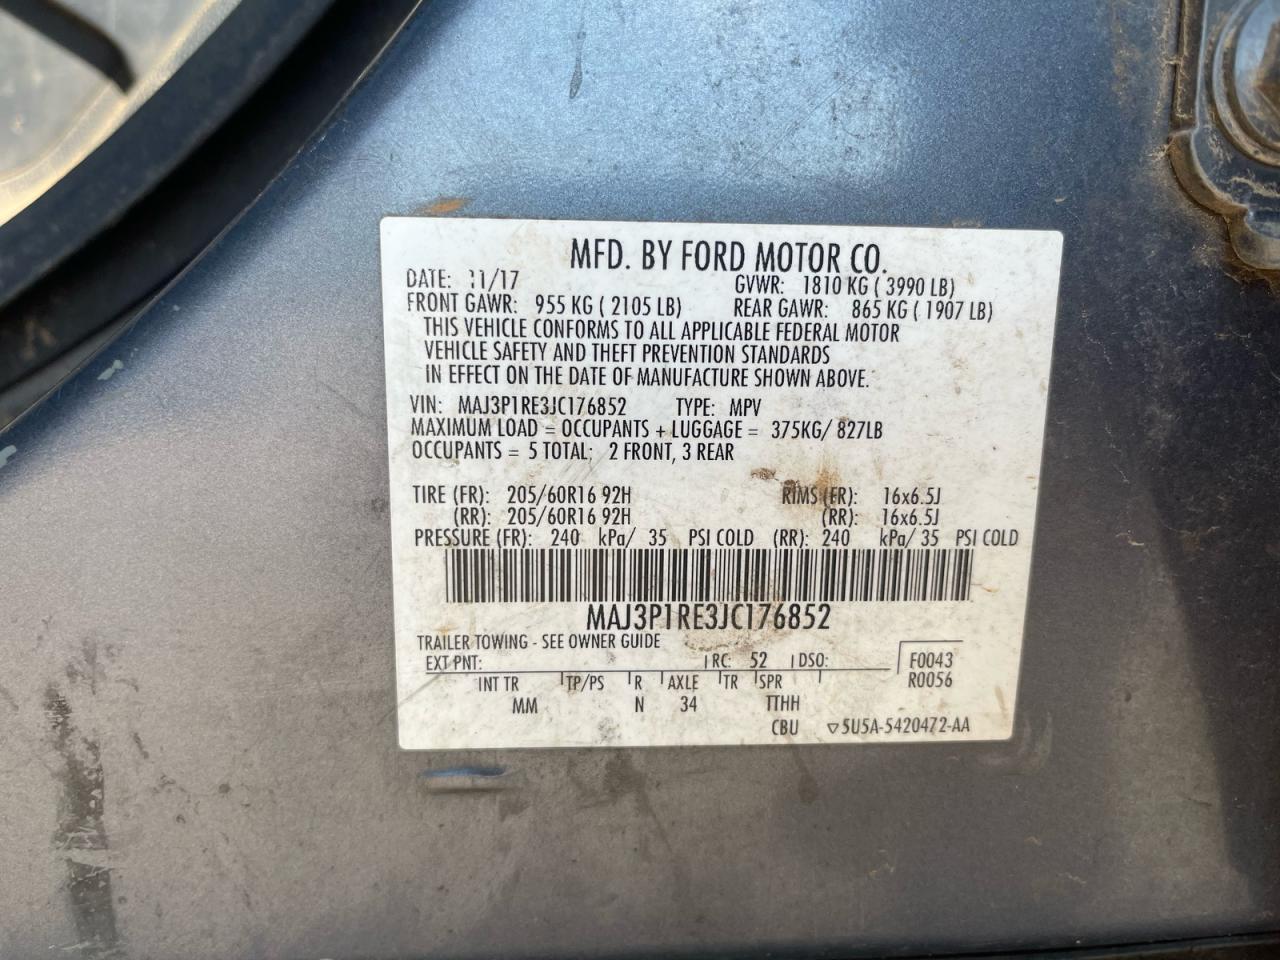 MFD. BY FORD MOTOR CO.
DATE: 11/17 GVWR: 1810 KG ( 3990 LB)
FRONT GAWR: 955 KG ( 2105 LB) REAR GAWR: 865 KG ( 1907 LB)
THIS VEHICLE CONFORMS TO ALL APPLICABLE FEDERAL MOTOR
VEHICLE SAFETY AND THEFT PREVENTION STANDARDS
IN EFFECT ON THE DATE OF MANUFACTURE SHOWN ABOVE.
VIN: MAJ3P1RE3JC176852 TYPE: MPV
MAXIMUM LOAD = OCCUPANTS + LUGGAGE = 375KG/ 827LB
OCCUPANTS = 5 TOTAL: 2 FRONT, 3 REAR
TIRE (FR): 205/60R16 92H RIMS (FR): 16x6.5J
(RR): 205/60R16 92H (RR): 16x6.5J
PRESSURE (FR): 240 kPa/ 35 PSI COLD (RR): 240 kPa/ 35 PSI COLD
MAJ3P1RE3JC176852
TRAILER TOWING - SEE OWNER GUIDE
EXT PNT: RC: 52 DSO: F0043
INT TR TP/PS R AXLE TR SPR R0056
MM N 34 TTHH
CBU ▽5U5A-5420472-AA